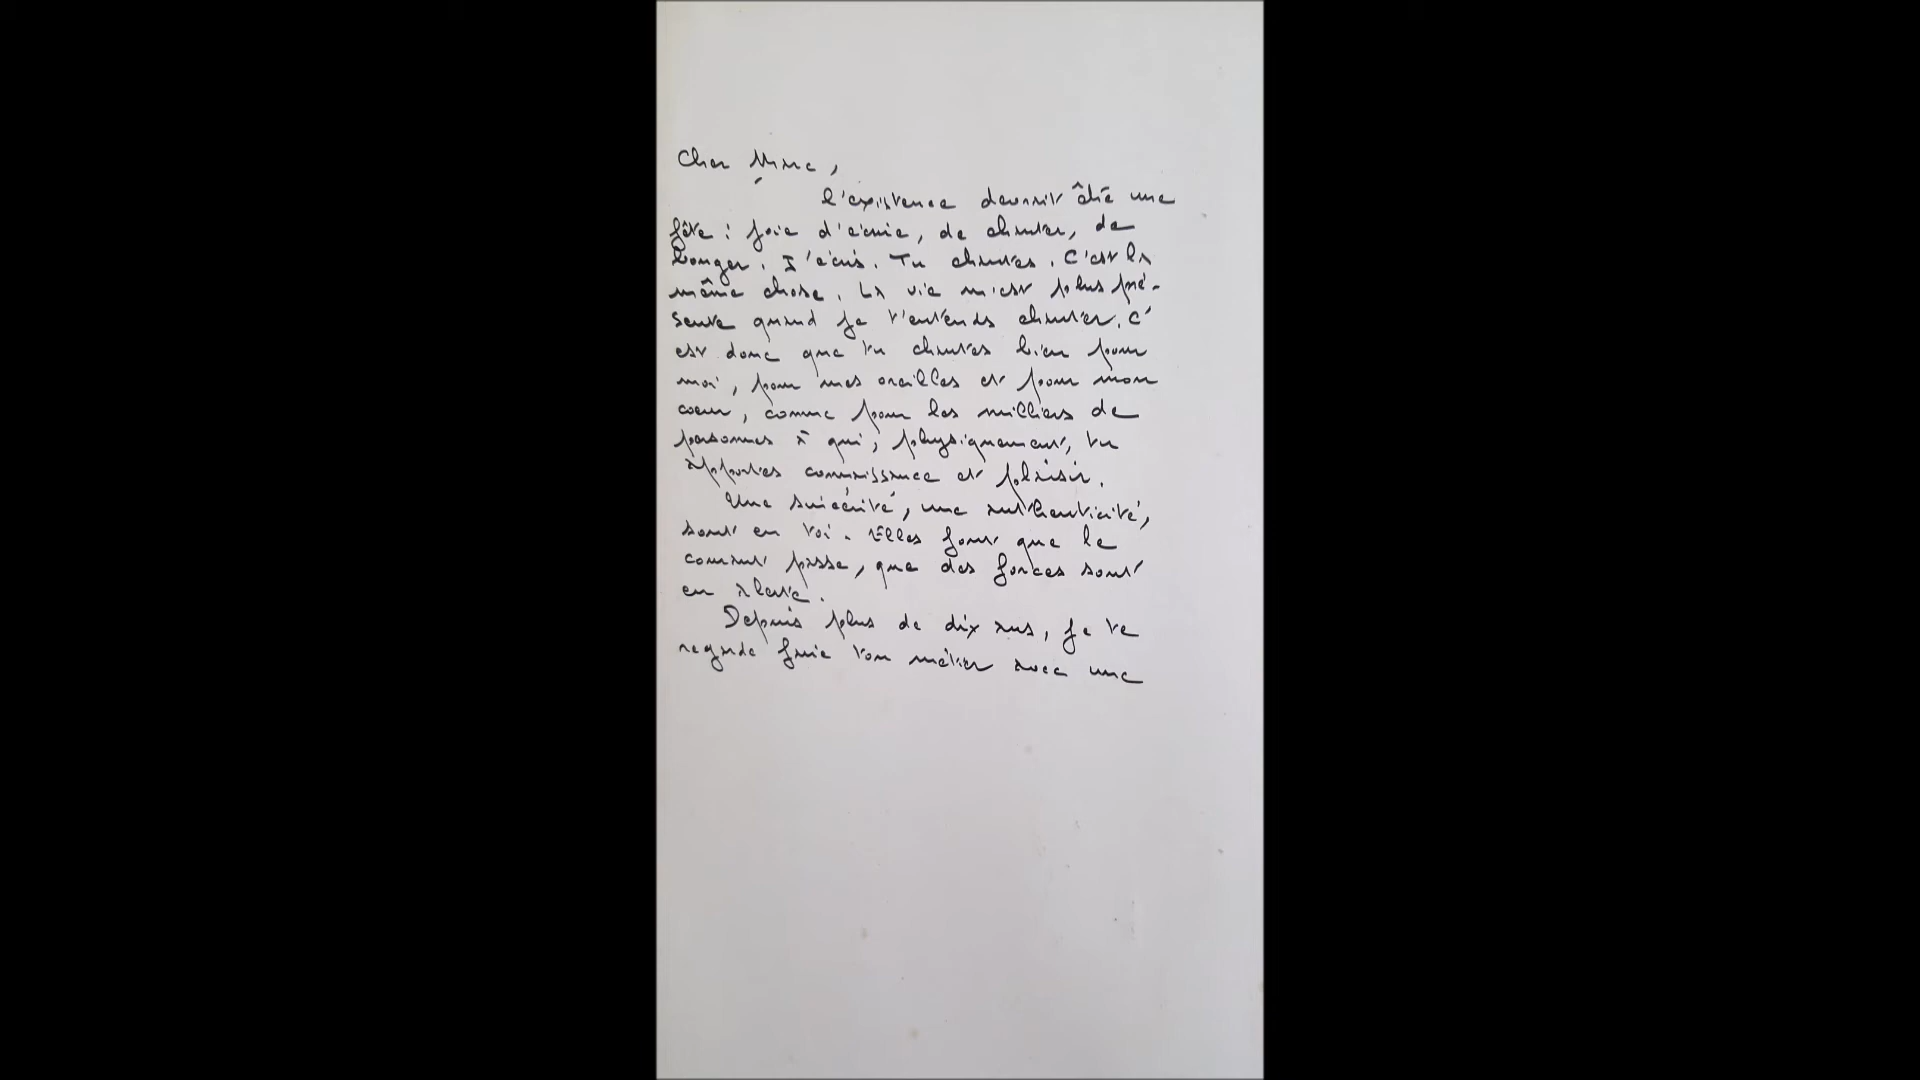 Cher Marc,
l'existence devrait être une
fête : joie d'écrire, de chanter, de
bouger. J'écris. Tu chantes. C'est la
même chose. La vie m'est plus pré-
sente quand je t'entends chanter. C'
est donc que tu chantes bien pour
moi, pour mes oreilles et pour mon
coeur, comme pour les milliers de
personnes à qui, physiquement, tu
apportes connaissance et plaisir.
Une sincérité, une authenticité,
sont en toi. Elles font que le
courant passe, que des forces sont
en alerte.
Depuis plus de dix ans, je te
regarde faire ton métier avec une